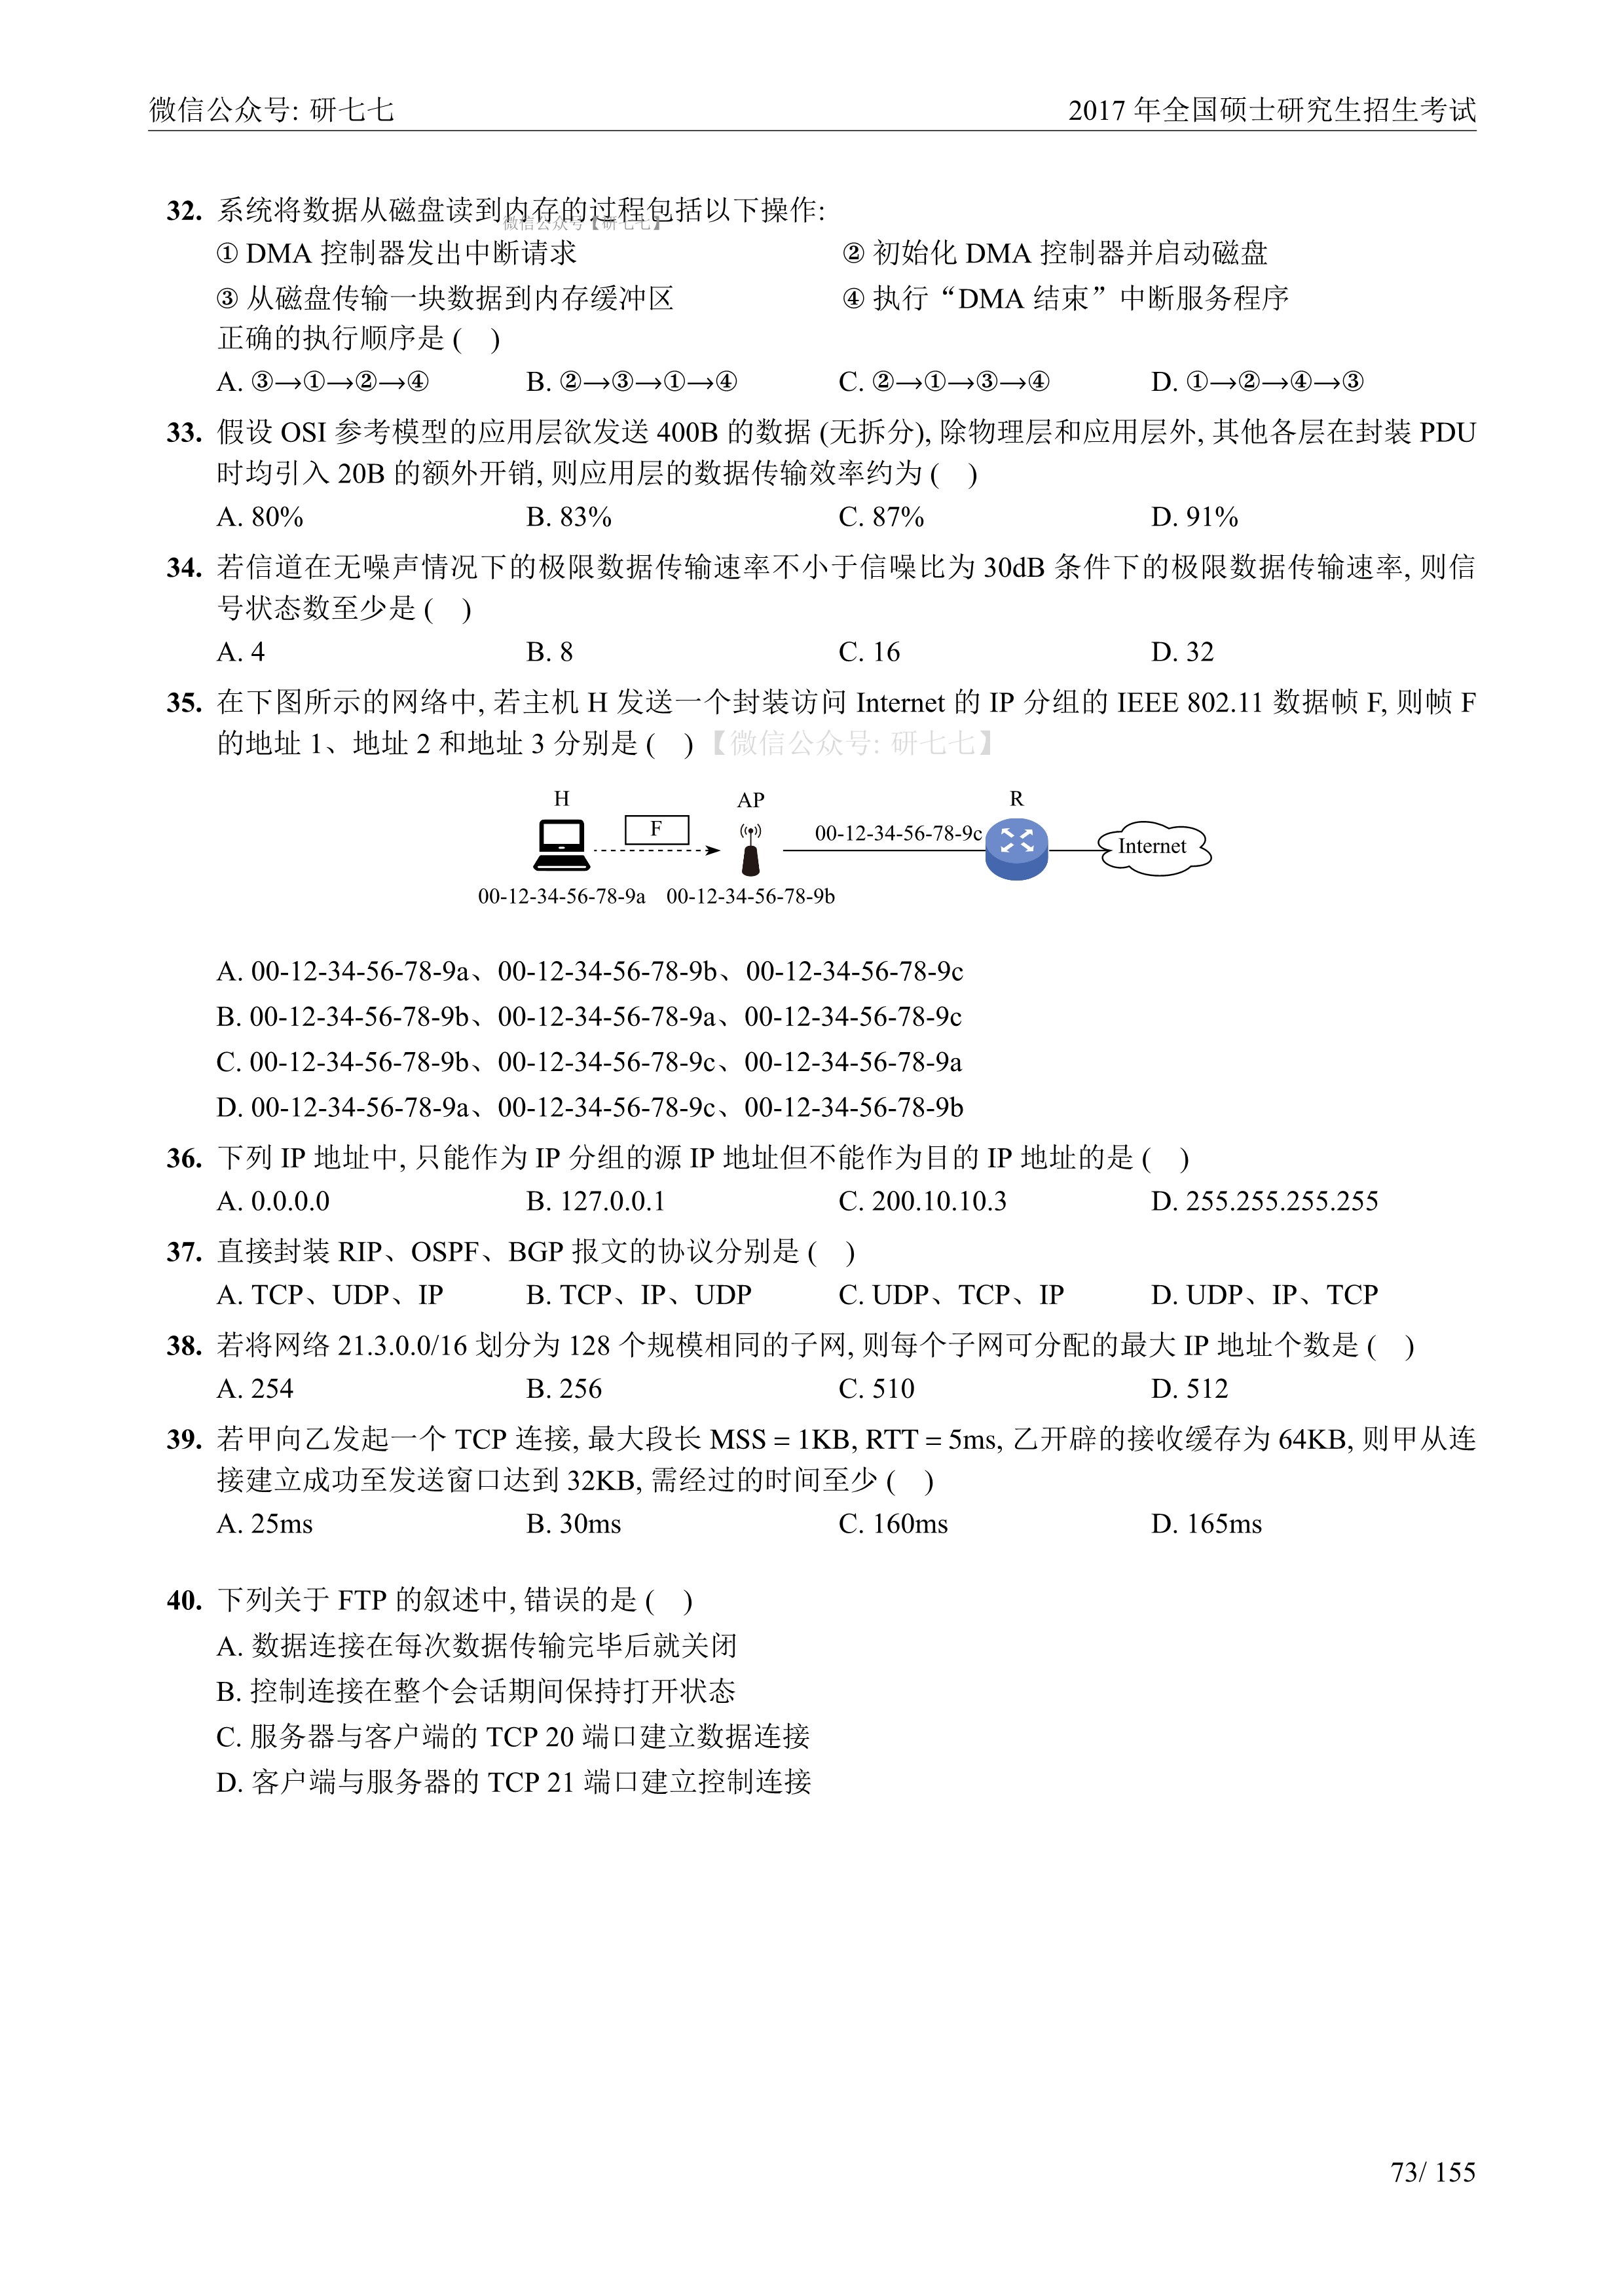 微信公众号: 研七七
2017 年全国硕士研究生招生考试
32. 系统将数据从磁盘读到内存的过程包括以下操作:
微信公众号【研七七】
① DMA 控制器发出中断请求 ② 初始化 DMA 控制器并启动磁盘
③ 从磁盘传输一块数据到内存缓冲区 ④ 执行“DMA 结束”中断服务程序
正确的执行顺序是 ( )
A. ③→①→②→④ B. ②→③→①→④ C. ②→①→③→④ D. ①→②→④→③
33. 假设 OSI 参考模型的应用层欲发送 400B 的数据 (无拆分), 除物理层和应用层外, 其他各层在封装 PDU
时均引入 20B 的额外开销, 则应用层的数据传输效率约为 ( )
A. 80% B. 83% C. 87% D. 91%
34. 若信道在无噪声情况下的极限数据传输速率不小于信噪比为 30dB 条件下的极限数据传输速率, 则信
号状态数至少是 ( )
A. 4 B. 8 C. 16 D. 32
35. 在下图所示的网络中, 若主机 H 发送一个封装访问 Internet 的 IP 分组的 IEEE 802.11 数据帧 F, 则帧 F
的地址 1、地址 2 和地址 3 分别是 ( ) 【微信公众号: 研七七】
H AP R
F 00-12-34-56-78-9c Internet
00-12-34-56-78-9a 00-12-34-56-78-9b
A. 00-12-34-56-78-9a、00-12-34-56-78-9b、00-12-34-56-78-9c
B. 00-12-34-56-78-9b、00-12-34-56-78-9a、00-12-34-56-78-9c
C. 00-12-34-56-78-9b、00-12-34-56-78-9c、00-12-34-56-78-9a
D. 00-12-34-56-78-9a、00-12-34-56-78-9c、00-12-34-56-78-9b
36. 下列 IP 地址中, 只能作为 IP 分组的源 IP 地址但不能作为目的 IP 地址的是 ( )
A. 0.0.0.0 B. 127.0.0.1 C. 200.10.10.3 D. 255.255.255.255
37. 直接封装 RIP、OSPF、BGP 报文的协议分别是 ( )
A. TCP、UDP、IP B. TCP、IP、UDP C. UDP、TCP、IP D. UDP、IP、TCP
38. 若将网络 21.3.0.0/16 划分为 128 个规模相同的子网, 则每个子网可分配的最大 IP 地址个数是 ( )
A. 254 B. 256 C. 510 D. 512
39. 若甲向乙发起一个 TCP 连接, 最大段长 MSS = 1KB, RTT = 5ms, 乙开辟的接收缓存为 64KB, 则甲从连
接建立成功至发送窗口达到 32KB, 需经过的时间至少 ( )
A. 25ms B. 30ms C. 160ms D. 165ms
40. 下列关于 FTP 的叙述中, 错误的是 ( )
A. 数据连接在每次数据传输完毕后就关闭
B. 控制连接在整个会话期间保持打开状态
C. 服务器与客户端的 TCP 20 端口建立数据连接
D. 客户端与服务器的 TCP 21 端口建立控制连接
73/ 155